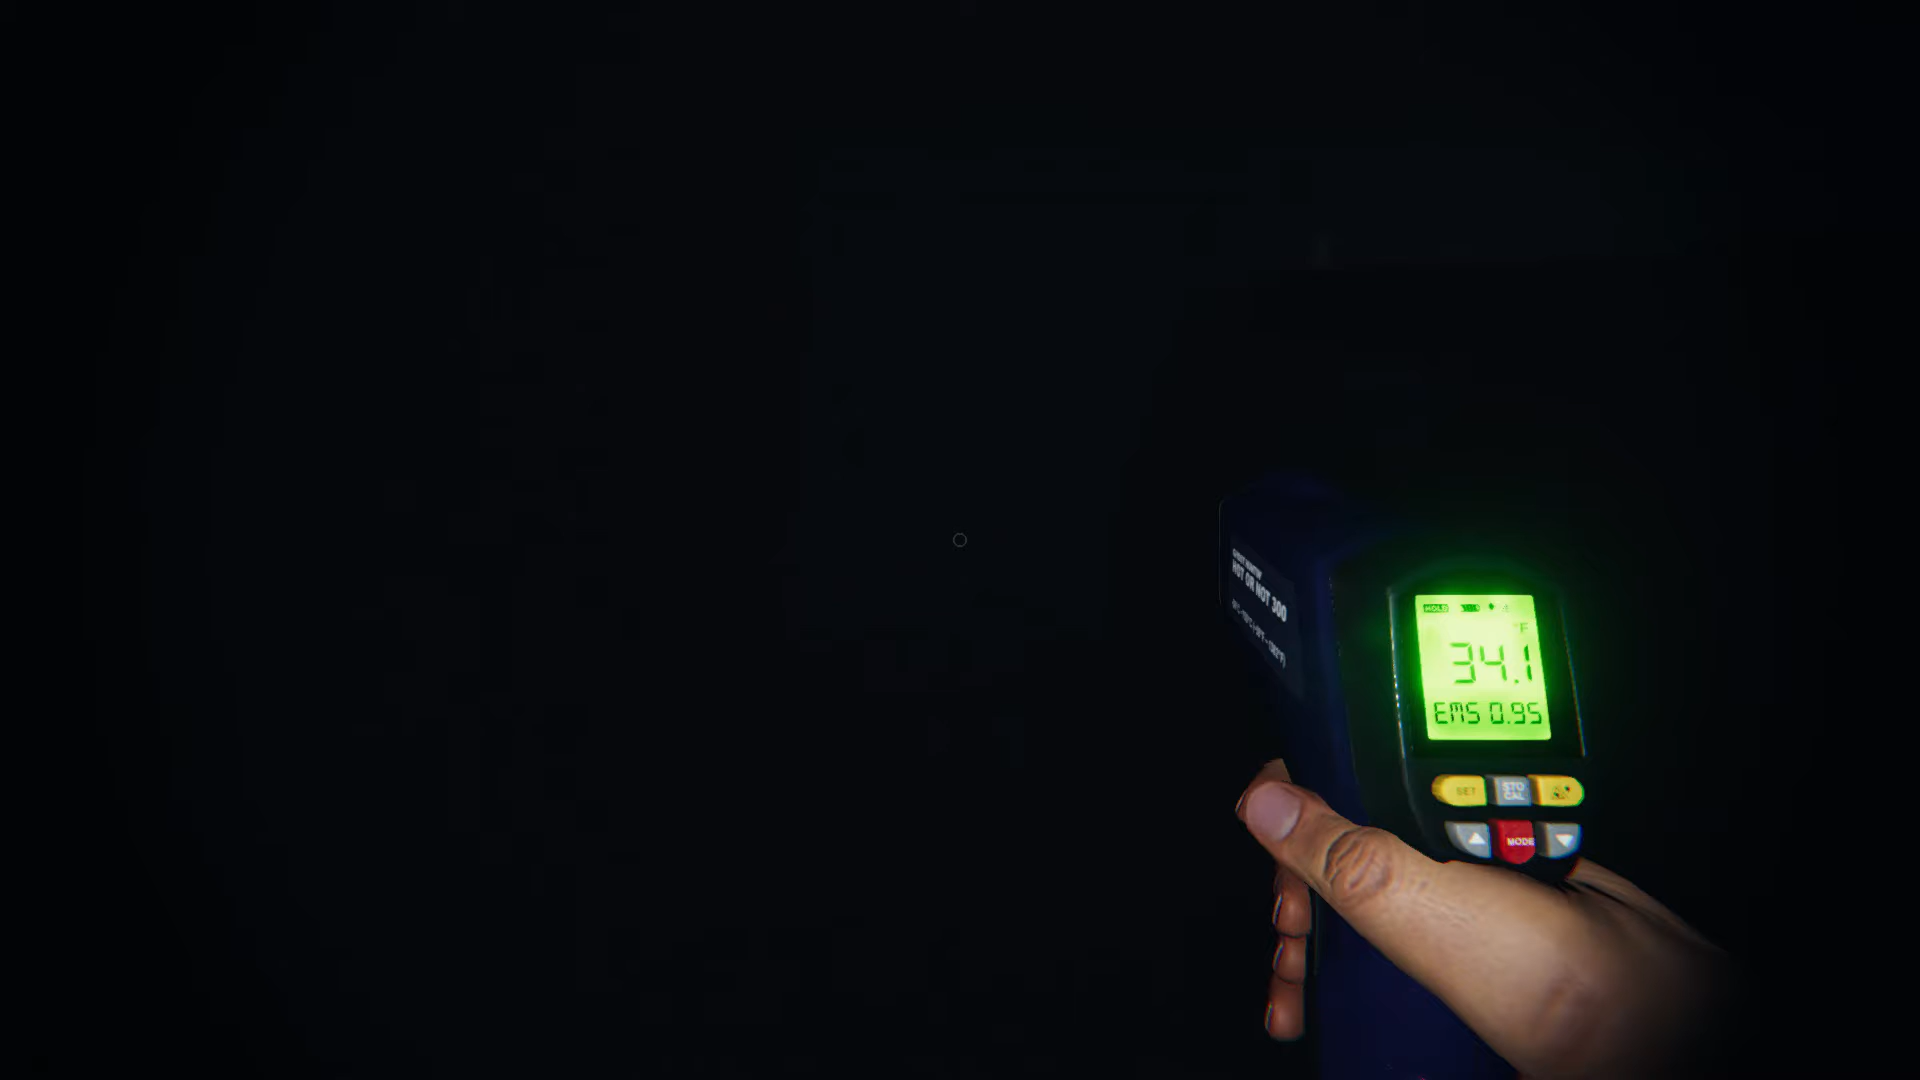 HOT OR NOT 300
HOLD
°F
34.1
EMS 0.95
SET
STO
CAL
MODE